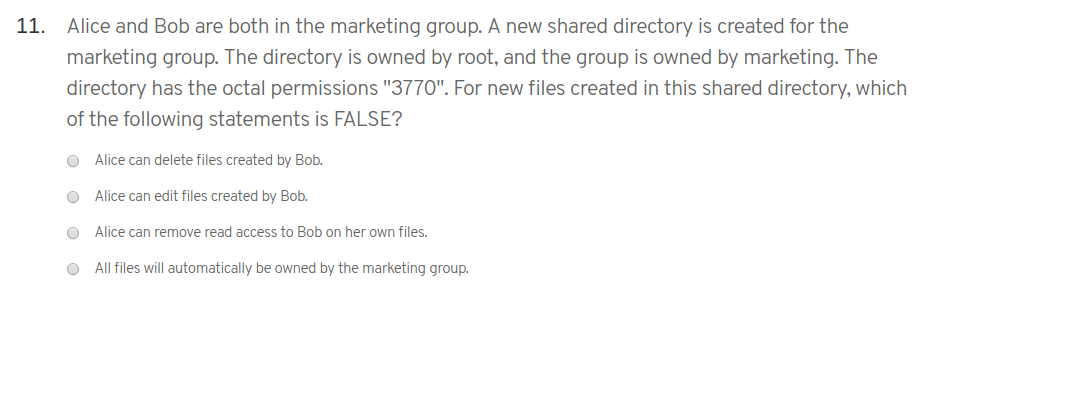 11. Alice and Bob are both in the marketing group. A new shared directory is created for the
marketing group. The directory is owned by root, and the group is owned by marketing. The
directory has the octal permissions "3770". For new files created in this shared directory, which
of the following statements is FALSE?
Alice can delete files created by Bob.
Alice can edit files created by Bob.
Alice can remove read access to Bob on her own files.
All files will automatically be owned by the marketing group.